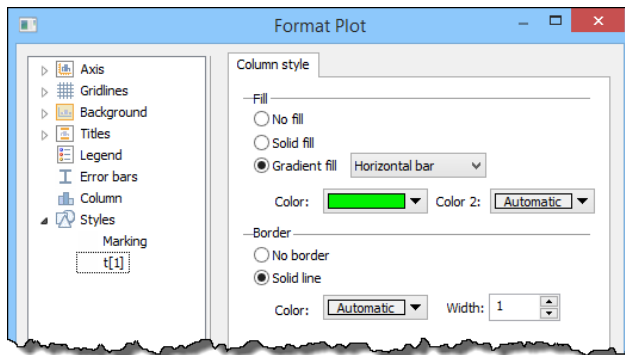 Format Plot
Axis
Gridlines
Background
Titles
Legend
Error bars
Column
Styles
Marking
t[1]
Column style
Fill
No fill
Solid fill
Gradient fill Horizontal bar
Color: Color 2: Automatic
Border
No border
Solid line
Color: Automatic Width: 1